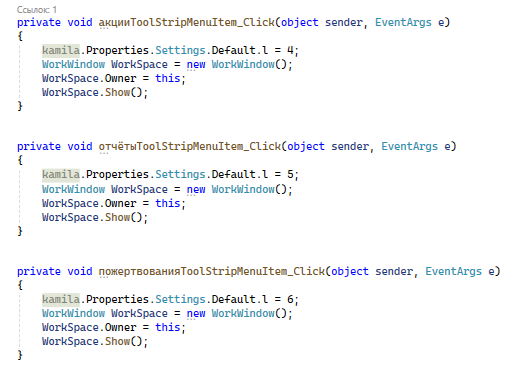 Ссылок: 1
private void акцииToolStripMenuItem_Click(object sender, EventArgs e)
{
kamila.Properties.Settings.Default.l = 4;
WorkWindow WorkSpace = new WorkWindow();
WorkSpace.Owner = this;
WorkSpace.Show();
}
private void отчётыToolStripMenuItem_Click(object sender, EventArgs e)
{
kamila.Properties.Settings.Default.l = 5;
WorkWindow WorkSpace = new WorkWindow();
WorkSpace.Owner = this;
WorkSpace.Show();
}
private void пожертвованияToolStripMenuItem_Click(object sender, EventArgs e)
{
kamila.Properties.Settings.Default.l = 6;
WorkWindow WorkSpace = new WorkWindow();
WorkSpace.Owner = this;
WorkSpace.Show();
}